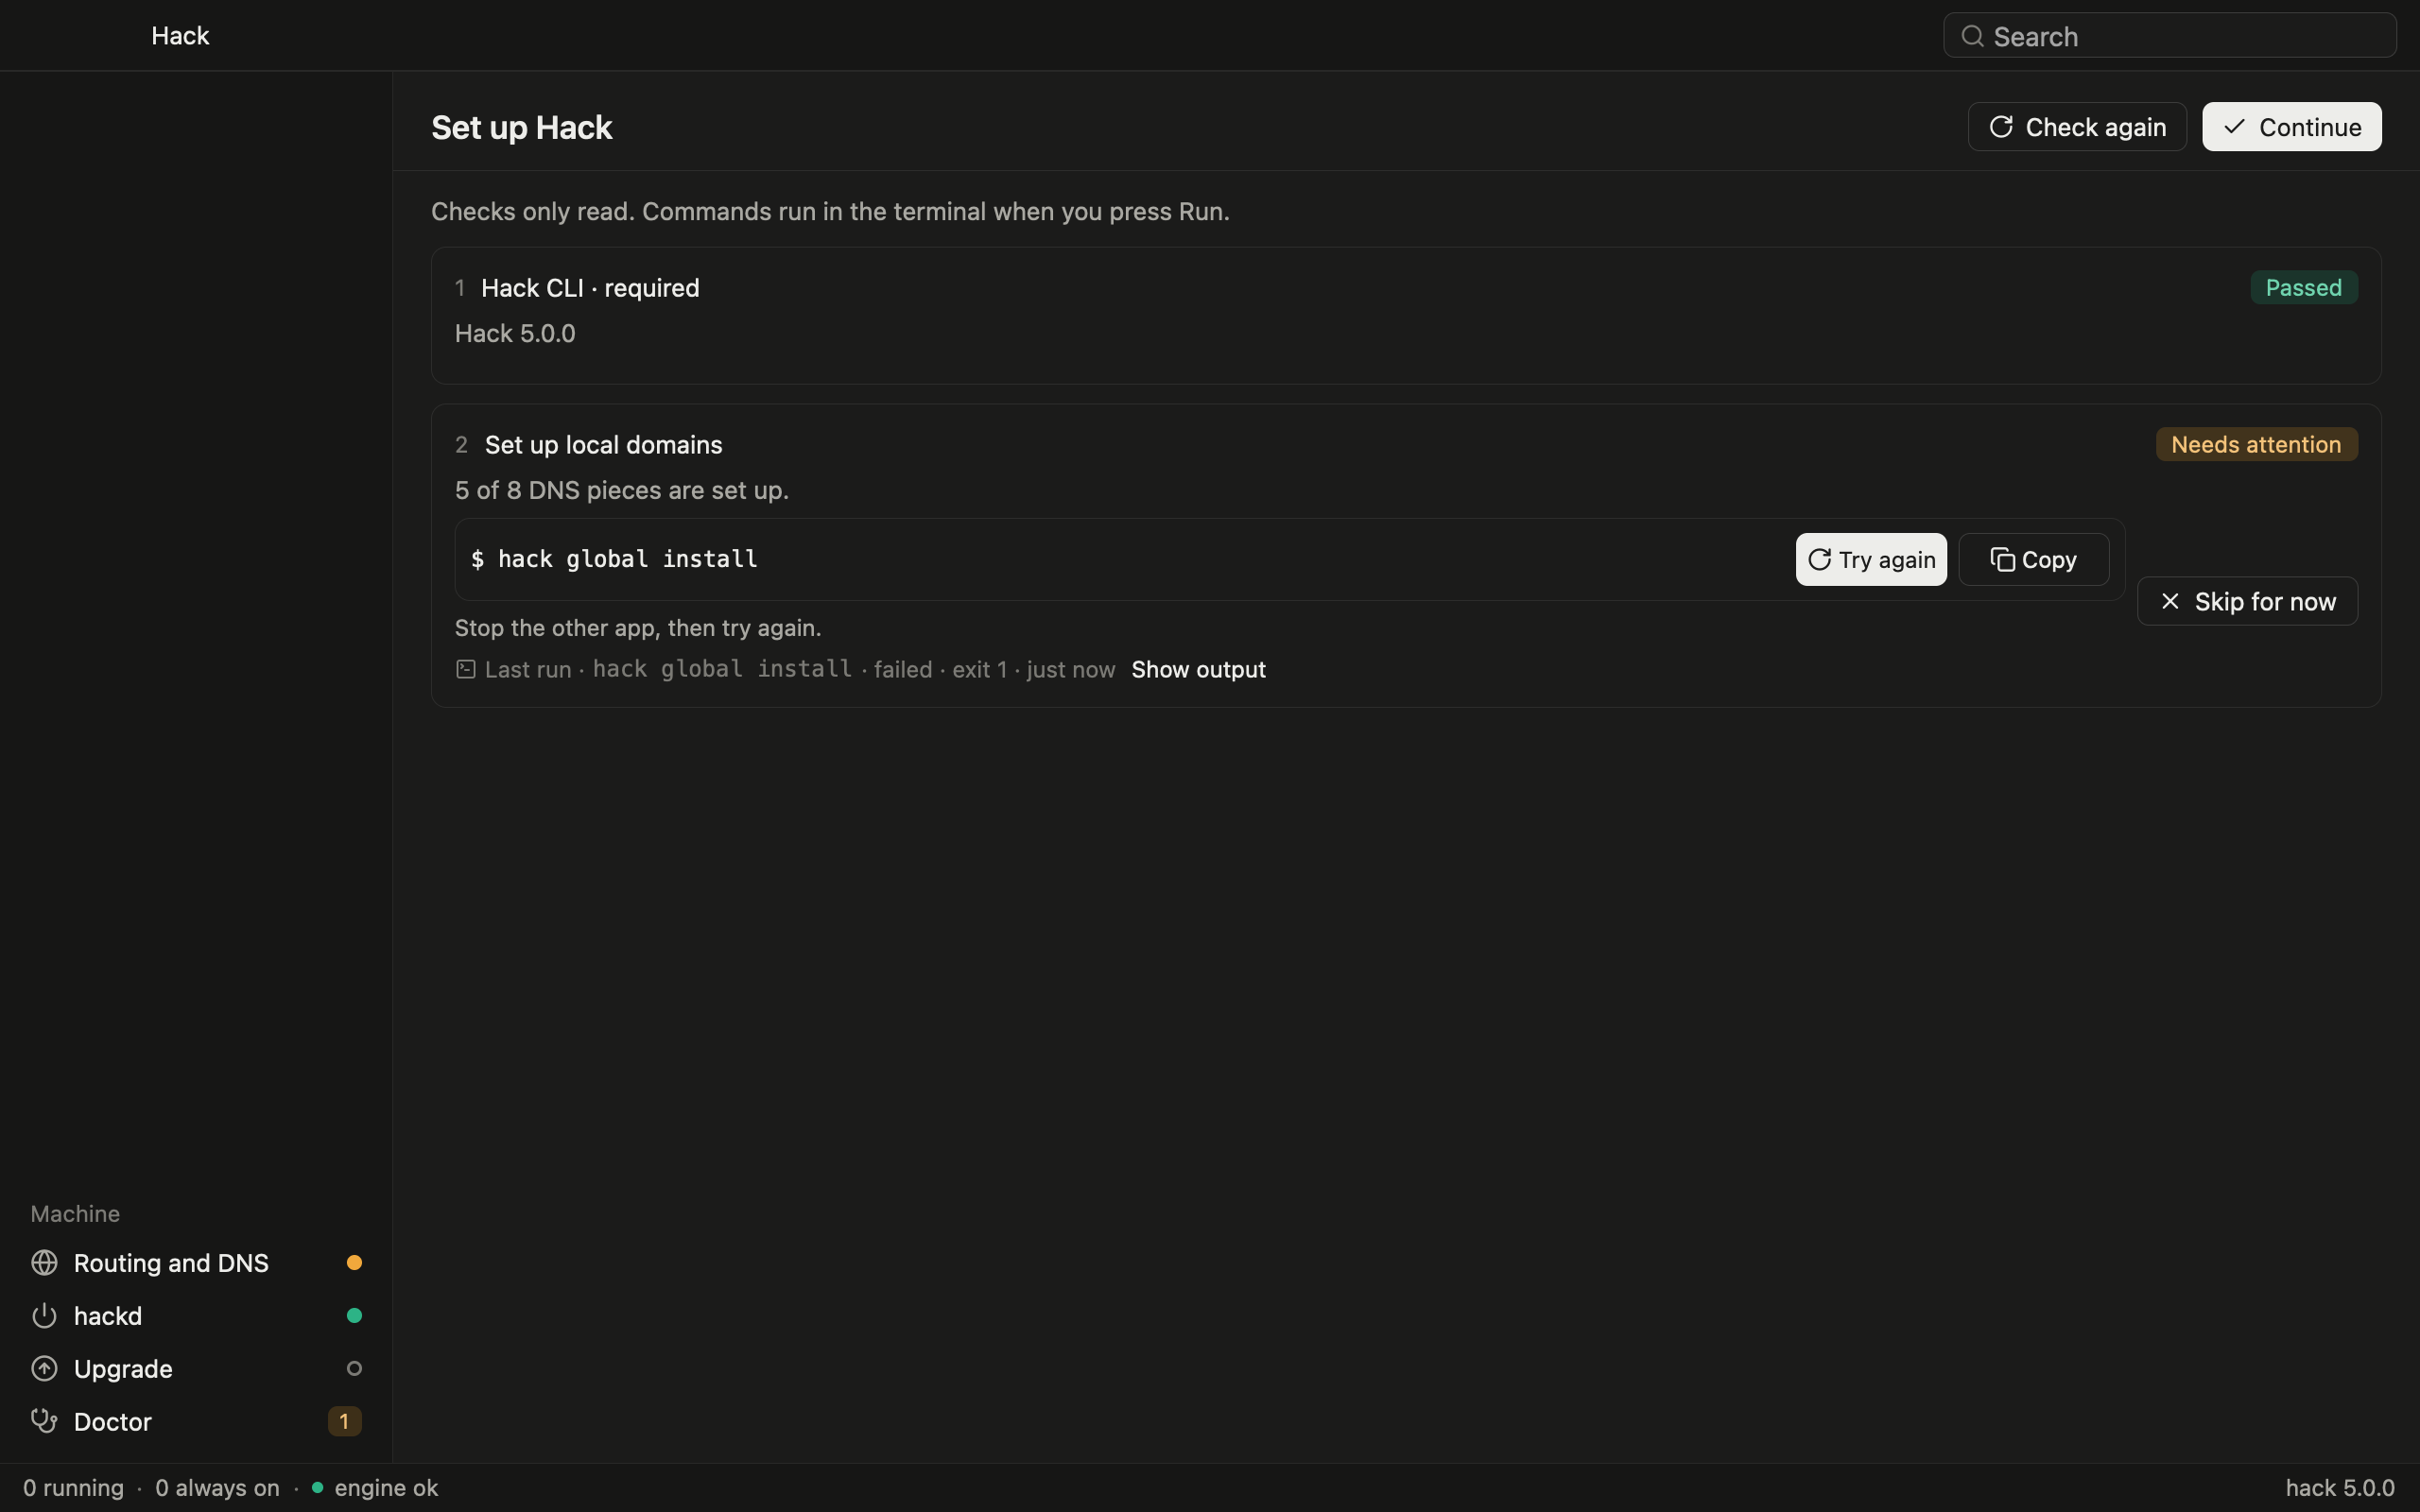 Hack
Search
Set up Hack
Check again
Continue
Checks only read. Commands run in the terminal when you press Run.
1 Hack CLI · required
Passed
Hack 5.0.0
2 Set up local domains
Needs attention
5 of 8 DNS pieces are set up.
$ hack global install
Try again
Copy
Skip for now
Stop the other app, then try again.
Last run · hack global install · failed · exit 1 · just now Show output
Machine
Routing and DNS
hackd
Upgrade
Doctor 1
0 running · 0 always on · engine ok
hack 5.0.0